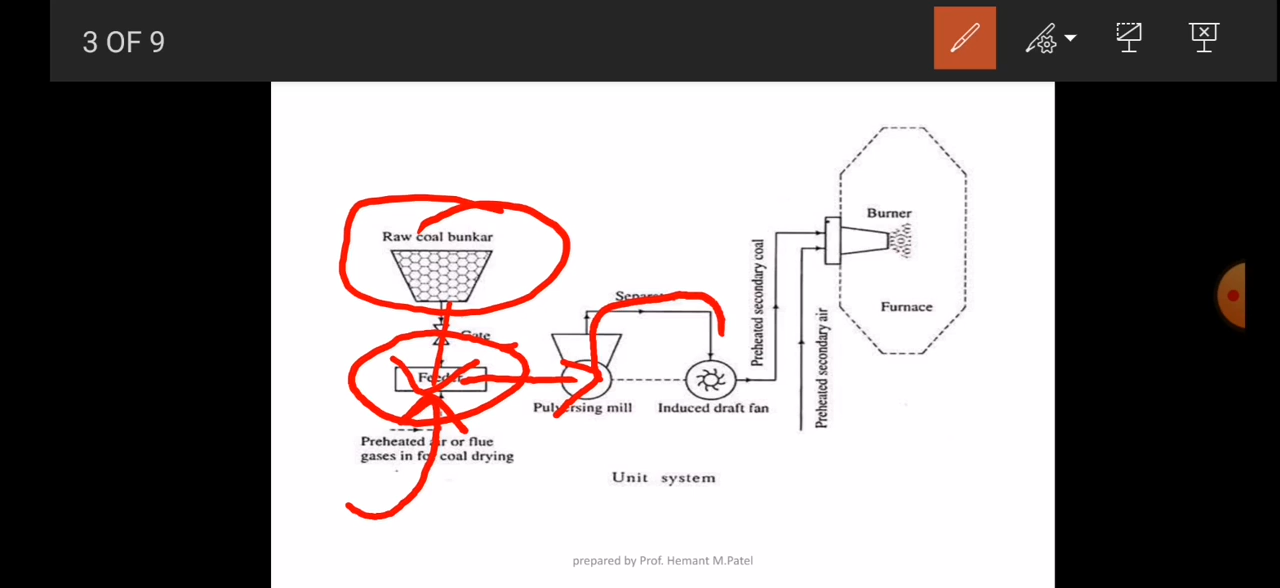 3 OF 9
Raw coal bunkar
Gate
Feeder
Preheated air or flue
gases in for coal drying
Separator
Pulversing mill
Induced draft fan
Preheated secondary coal
Preheated secondary air
Burner
Furnace
Unit system
prepared by Prof. Hemant M.Patel